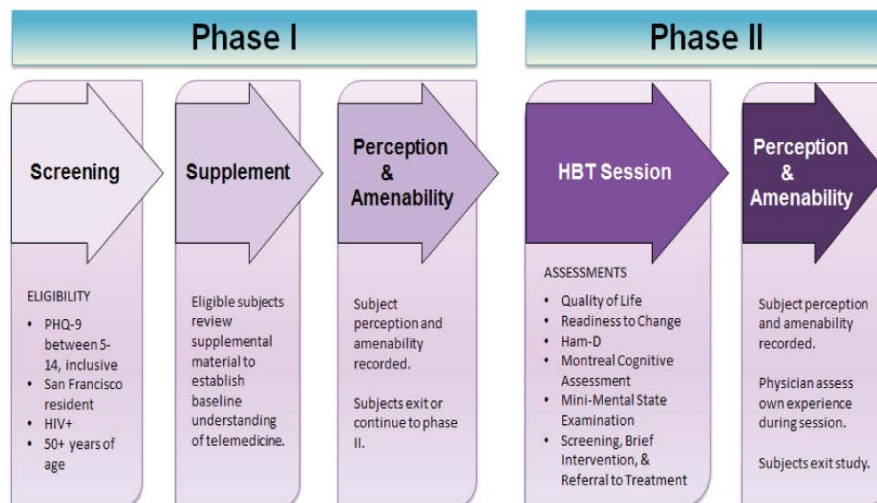 Phase I
Screening
ELIGIBILITY
• PHQ-9
between 5-
14, inclusive
• San Francisco
resident
• HIV+
• 50+ years of
age
Supplement
Eligible subjects
review
supplemental
material to
establish
baseline
understanding
of telemedicine.
Perception
&
Amenability
Subject
perception and
amenability
recorded.
Subjects exit or
continue to phase
II.
Phase II
HBT Session
ASSESSMENTS
• Quality of Life
• Readiness to Change
• Ham-D
• Montreal Cognitive
Assessment
• Mini-Mental State
Examination
• Screening, Brief
Intervention, &
Referral to Treatment
Perception
&
Amenability
Subject perception
and amenability
recorded.
Physician assess
own experience
during session.
Subjects exit study.